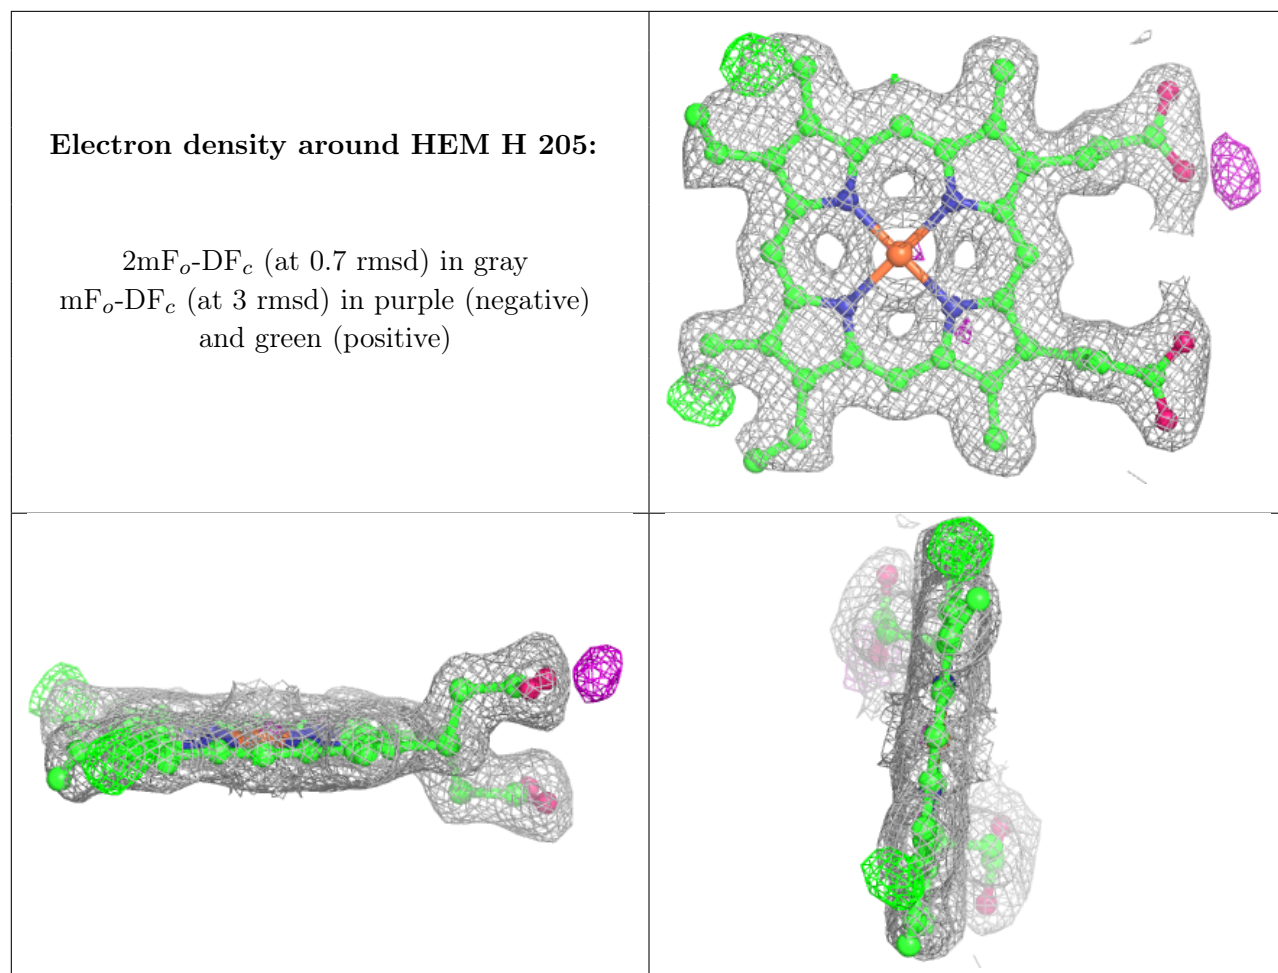 Electron density around HEM H 205:
2mFo-DFc (at 0.7 rmsd) in gray
mFo-DFc (at 3 rmsd) in purple (negative)
and green (positive)